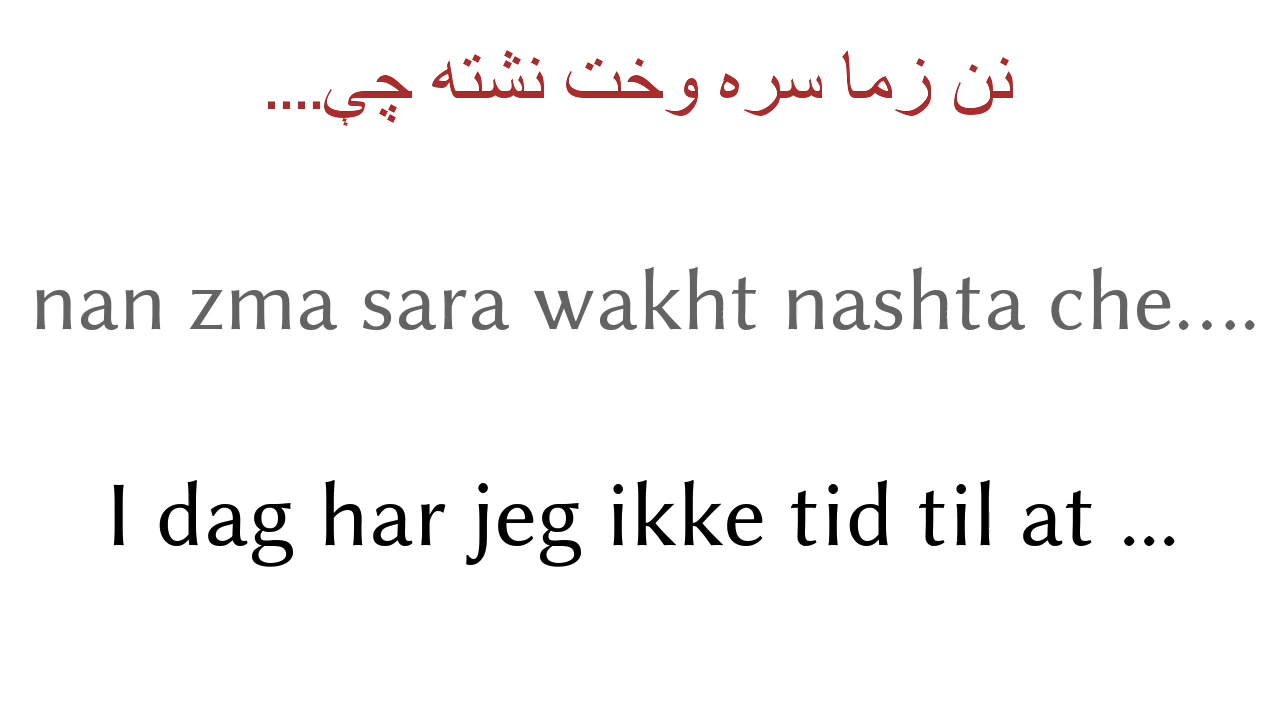 نن زما سره وخت نشته چې....
nan zma sara wakht nashta che....
I dag har jeg ikke tid til at ...